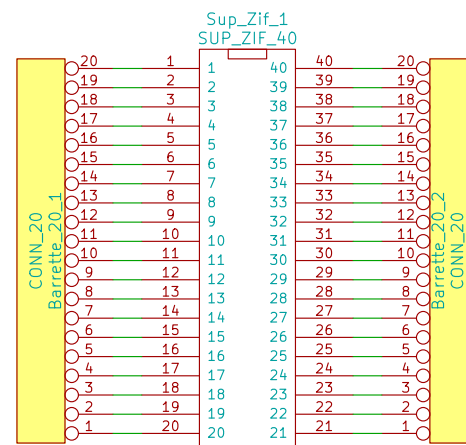 Sup_Zif_1
SUP_ZIF_40
20 1 1 40 40 20
19 2 2 39 39 19
18 3 3 38 38 18
17 4 4 37 37 17
16 5 5 36 36 16
15 6 6 35 35 15
14 7 7 34 34 14
13 8 8 33 33 13
12 9 9 32 32 12
11 10 10 31 31 11
10 11 11 30 30 10
9 12 12 29 29 9
8 13 13 28 28 8
7 14 14 27 27 7
6 15 15 26 26 6
5 16 16 25 25 5
4 17 17 24 24 4
3 18 18 23 23 3
2 19 19 22 22 2
1 20 20 21 21 1
CONN_20
Barrette_20_1
Barrette_20_2
CONN_20